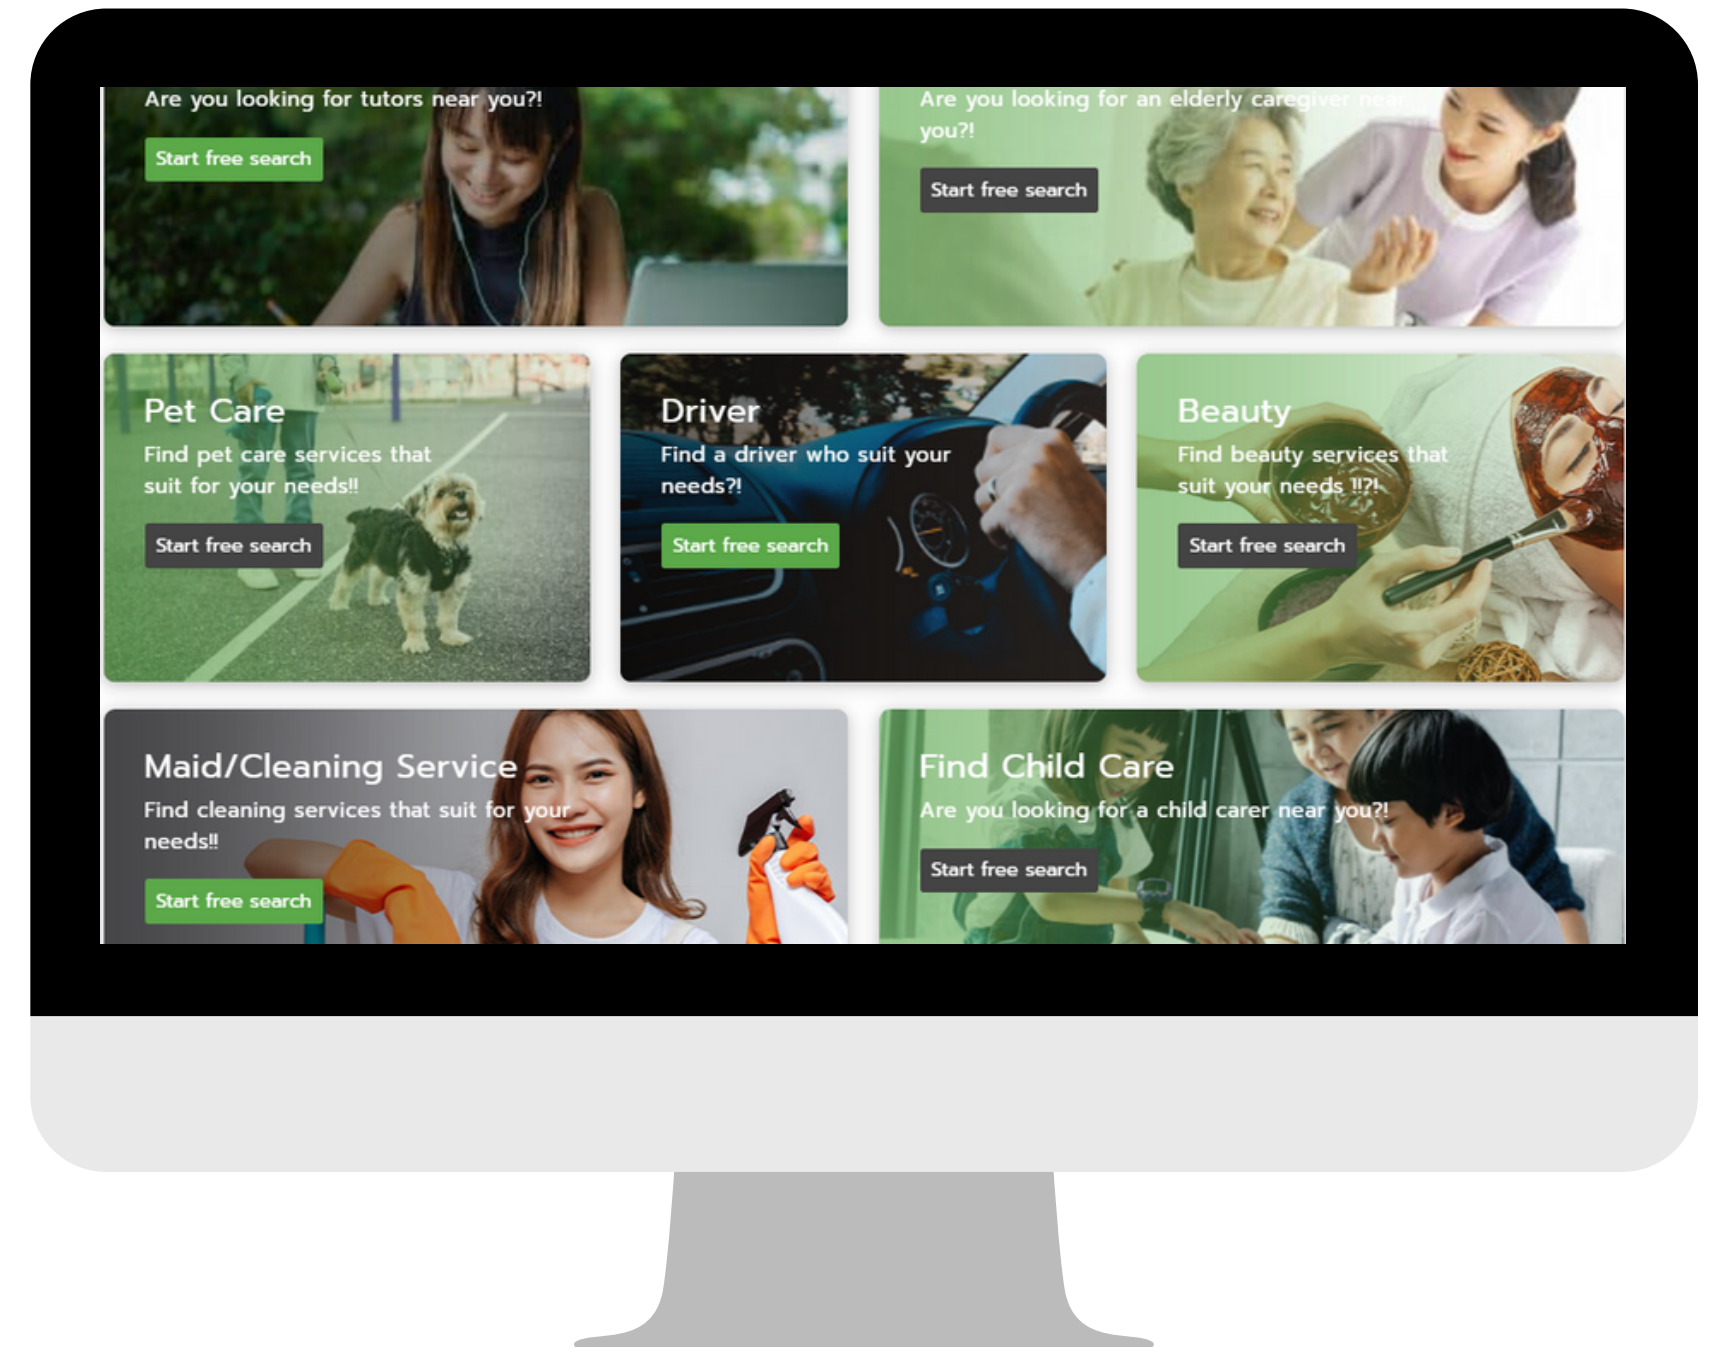 Are you looking for tutors near you?!
Start free search
Are you looking for an elderly caregiver near
you?!
Start free search
Pet Care
Find pet care services that
suit for your needs!!
Start free search
Driver
Find a driver who suit your
needs?!
Start free search
Beauty
Find beauty services that
suit your needs !!?!
Start free search
Maid/Cleaning Service
Find cleaning services that suit for your
needs!!
Start free search
Find Child Care
Are you looking for a child carer near you?!
Start free search